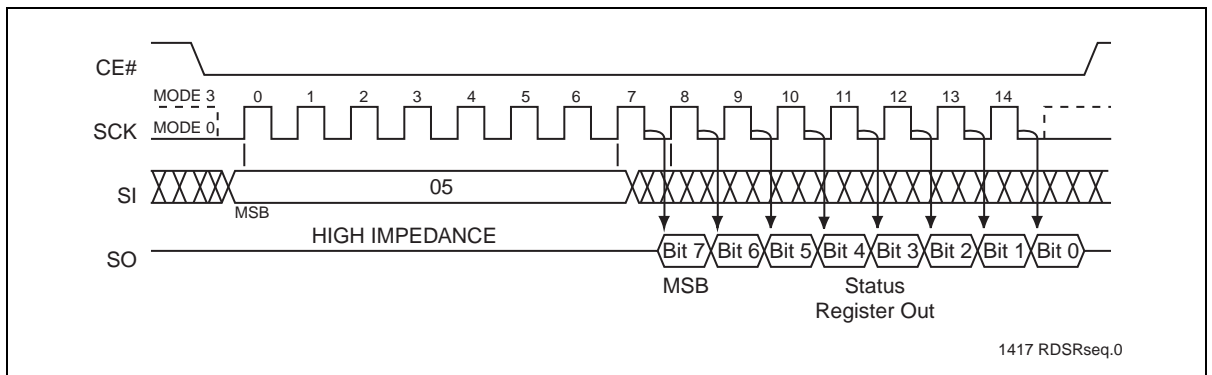 CE#
MODE 3 0 1 2 3 4 5 6 7 8 9 10 11 12 13 14
SCK MODE 0
SI 05
MSB
HIGH IMPEDANCE
SO Bit 7 Bit 6 Bit 5 Bit 4 Bit 3 Bit 2 Bit 1 Bit 0
MSB Status
Register Out
1417 RDSRseq.0